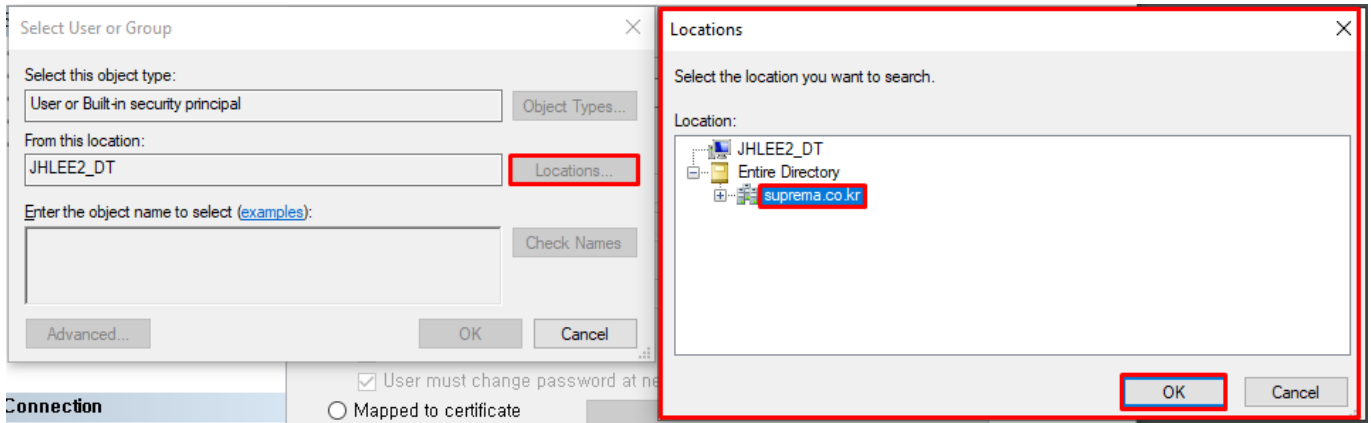 Select User or Group
Select this object type:
User or Built-in security principal
Object Types...
From this location:
JHLEE2_DT
Locations...
Enter the object name to select (examples):
Check Names
Advanced...
OK
Cancel
User must change password at ne
Connection
Mapped to certificate
Locations
Select the location you want to search.
Location:
JHLEE2_DT
Entire Directory
suprema.co.kr
OK
Cancel